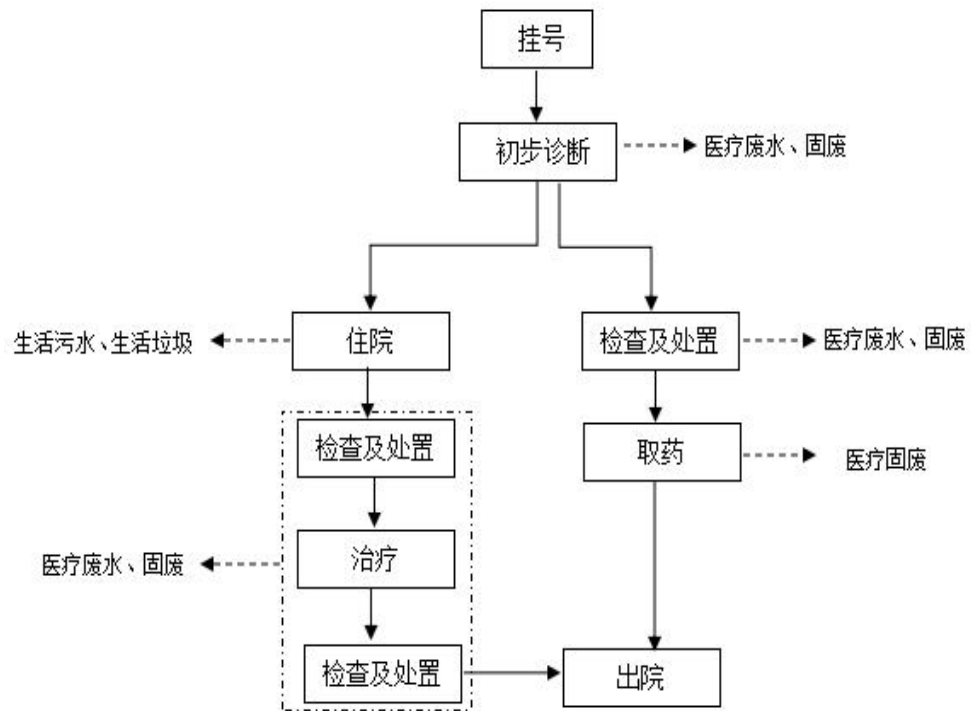 挂号
初步诊断
医疗废水、固废
生活污水、生活垃圾
住院
检查及处置
医疗废水、固废
检查及处置
取药
医疗固废
医疗废水、固废
治疗
检查及处置
出院